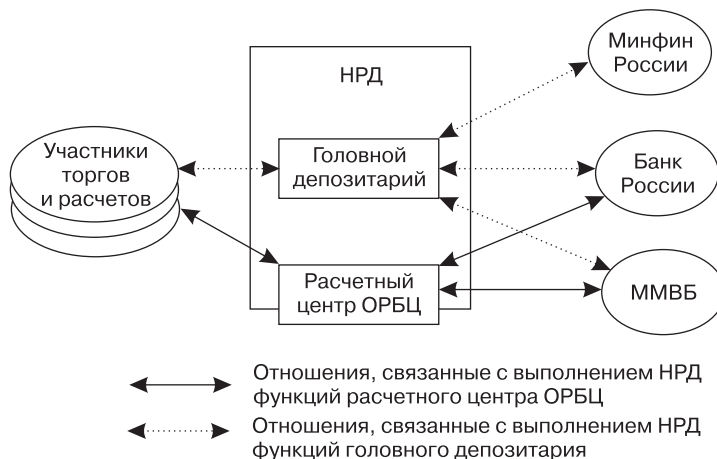 Минфин
России
НРД
Участники
торгов
и расчетов
Головной
депозитарий
Банк
России
Расчетный
центр ОРБЦ
ММВБ
Отношения, связанные с выполнением НРД
функций расчетного центра ОРБЦ
Отношения, связанные с выполнением НРД
функций головного депозитария